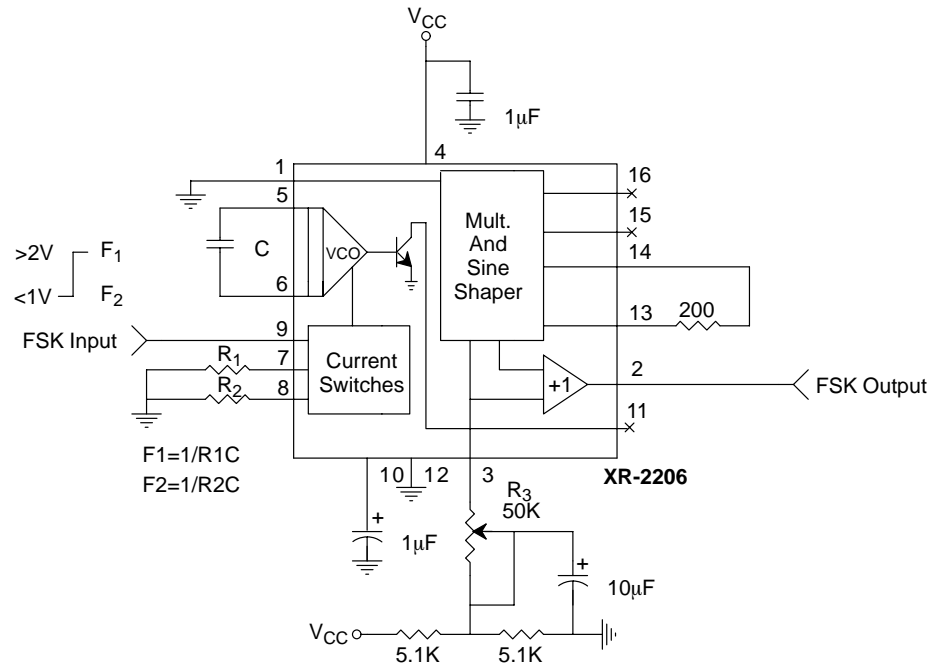 VCC
1µF
4
1
16
5
15
Mult.
And
Sine
Shaper
14
>2V
F1
C
VCO
<1V
F2
6
13
200
9
FSK Input
R1
7
Current
Switches
2
+1
FSK Output
R2
8
11
F1=1/R1C
F2=1/R2C
10
12
3
XR-2206
R3
50K
+
1µF
+
10µF
VCC
5.1K
5.1K